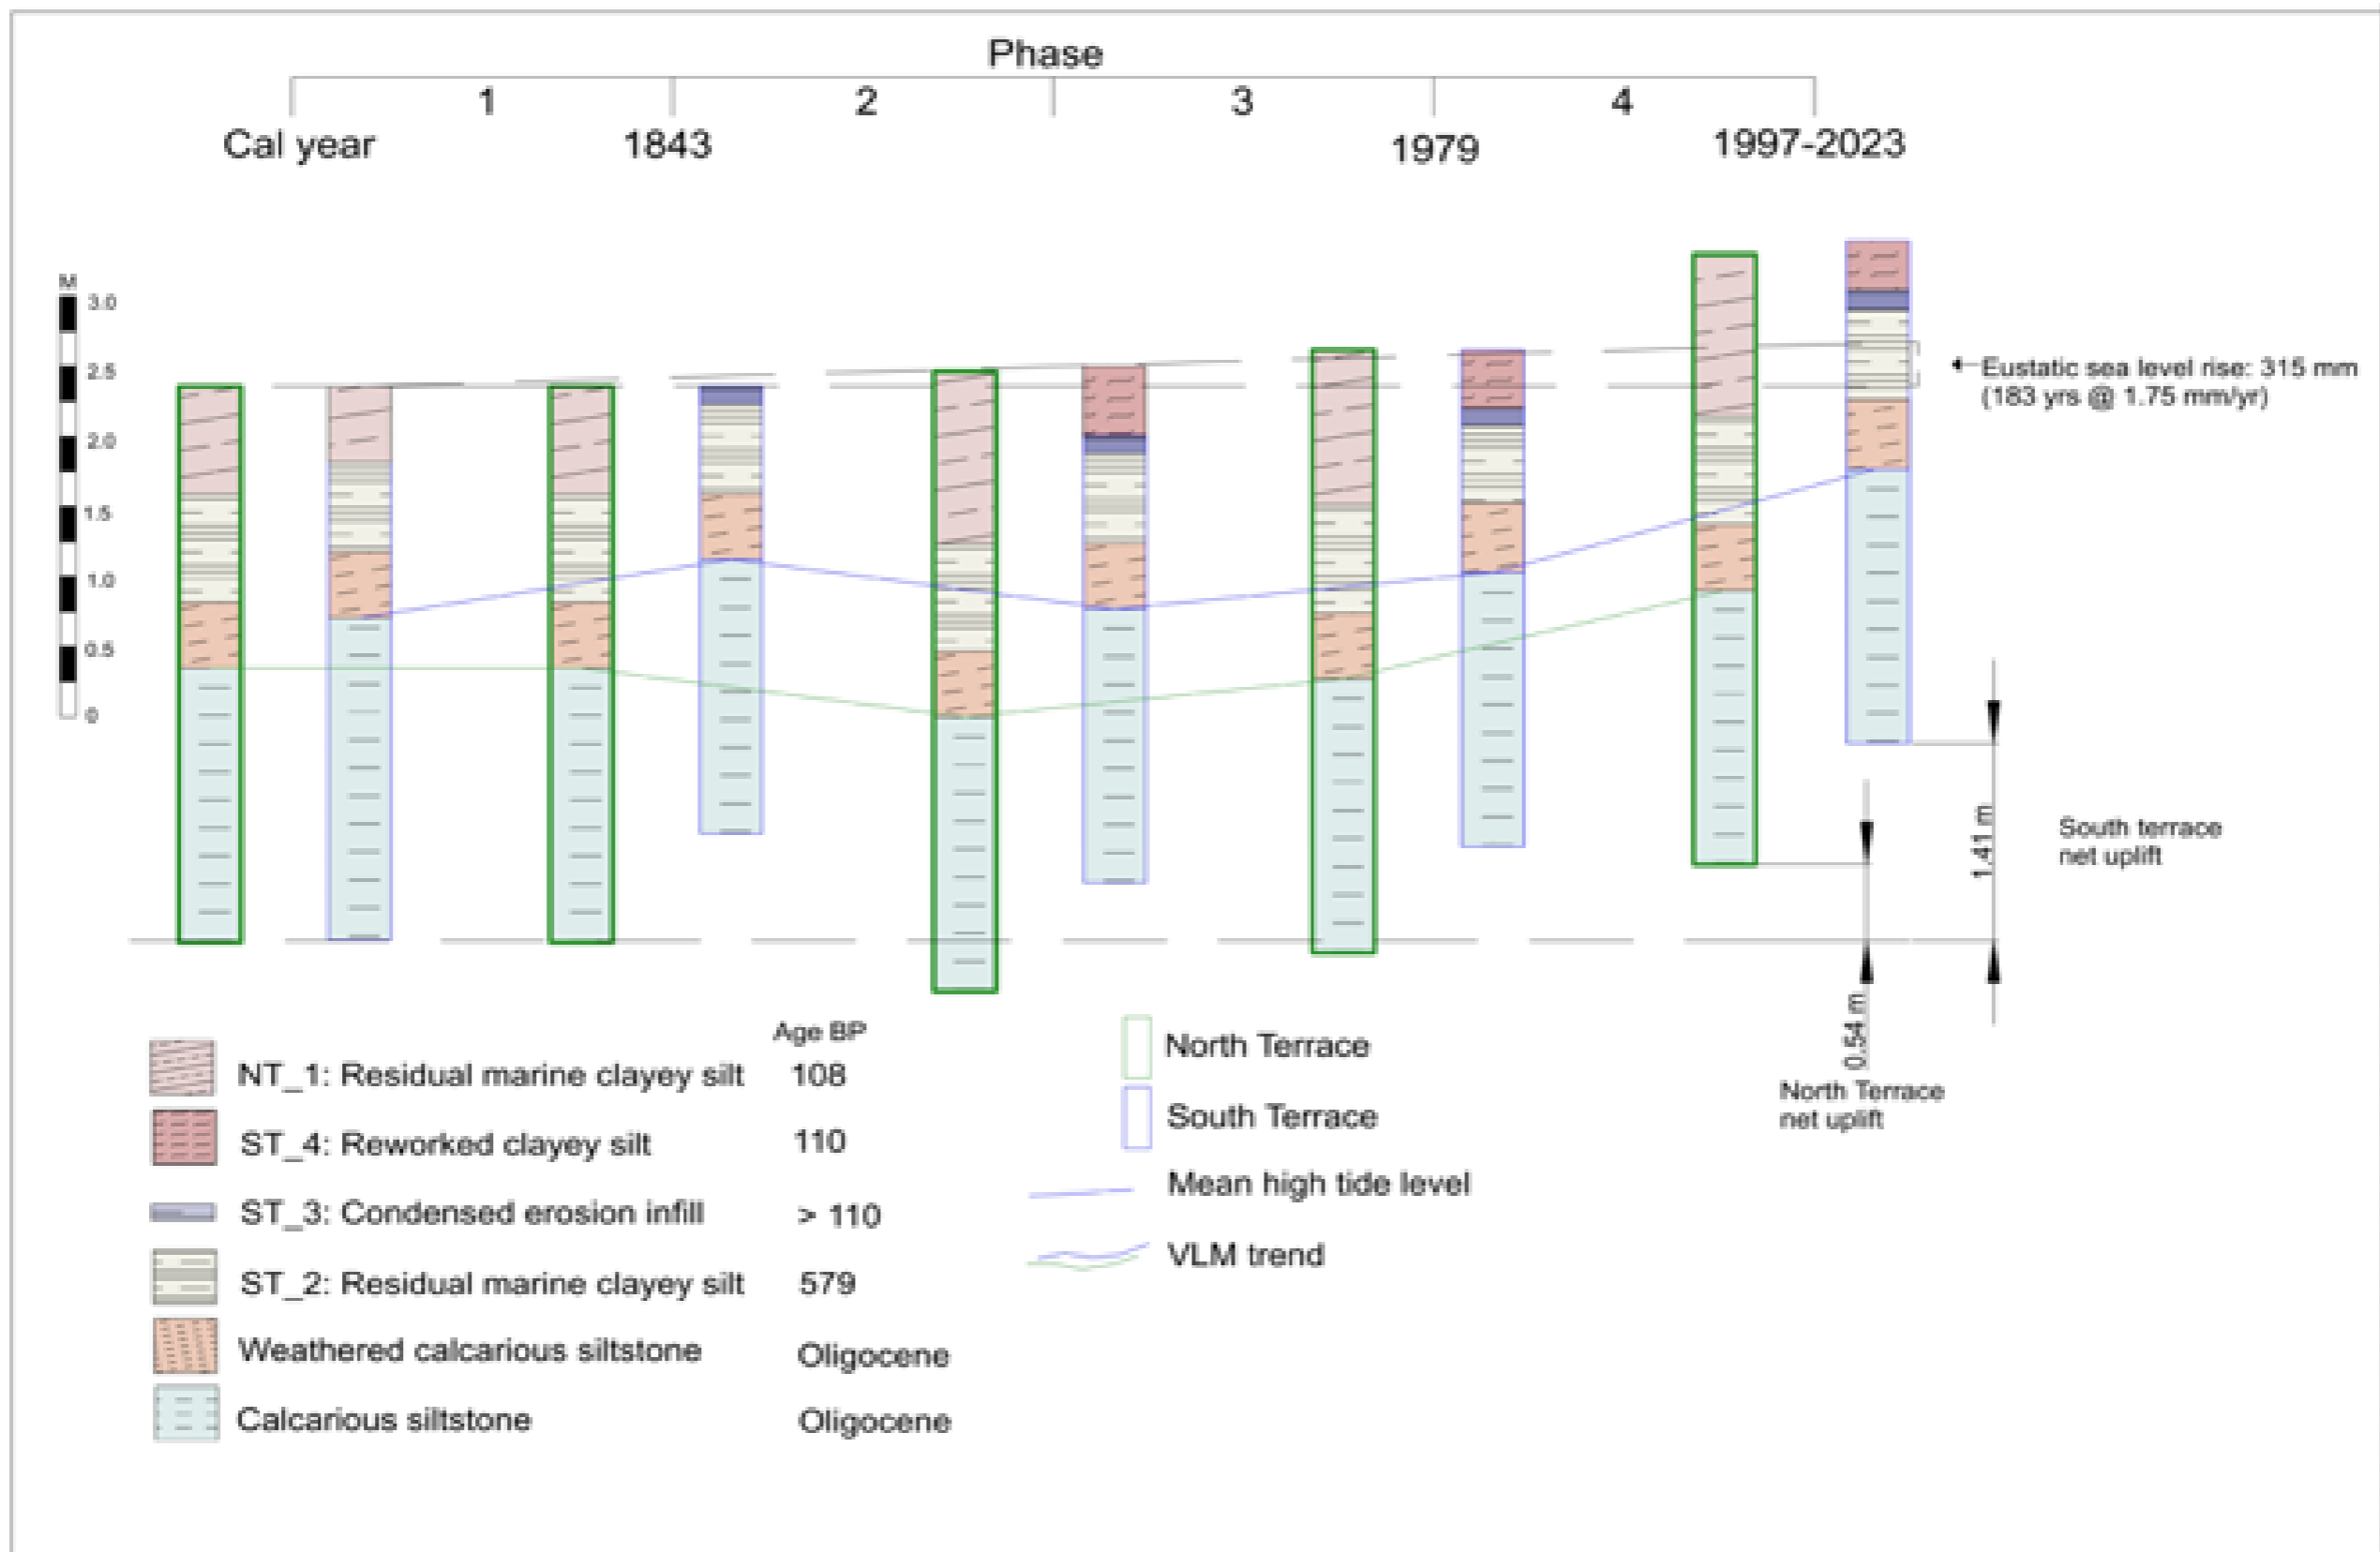 Phase
1 2 3 4
Cal year 1843 1979 1997-2023
M
3.0
2.5
2.0
1.5
1.0
0.5
0
Eustatic sea level rise: 315 mm
(183 yrs @ 1.75 mm/yr)
1.41 m
South terrace
net uplift
0.54 m
North Terrace
net uplift
Age BP
NT_1: Residual marine clayey silt 108
ST_4: Reworked clayey silt 110
ST_3: Condensed erosion infill > 110
ST_2: Residual marine clayey silt 579
Weathered calcarious siltstone Oligocene
Calcarious siltstone Oligocene
North Terrace
South Terrace
Mean high tide level
VLM trend